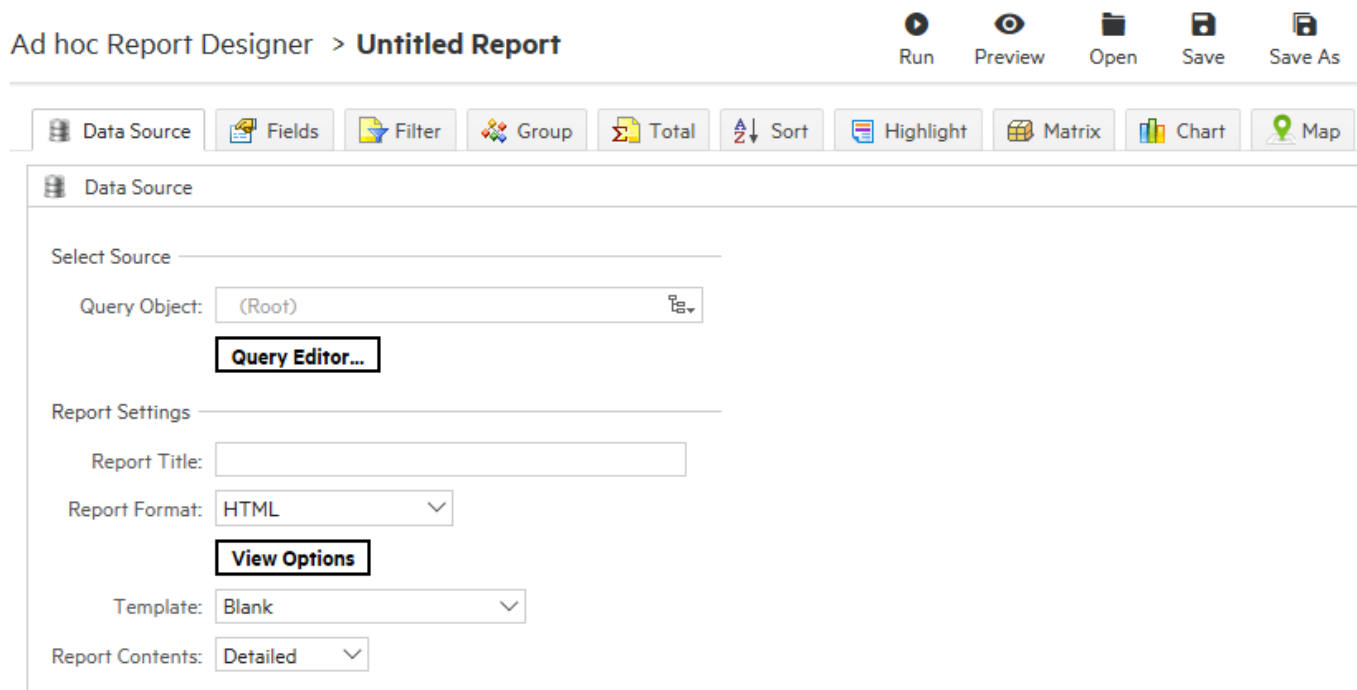 Ad hoc Report Designer > Untitled Report
Run Preview Open Save Save As
Data Source Fields Filter Group Total Sort Highlight Matrix Chart Map
Data Source
Select Source
Query Object: (Root)
Query Editor...
Report Settings
Report Title:
Report Format: HTML
View Options
Template: Blank
Report Contents: Detailed